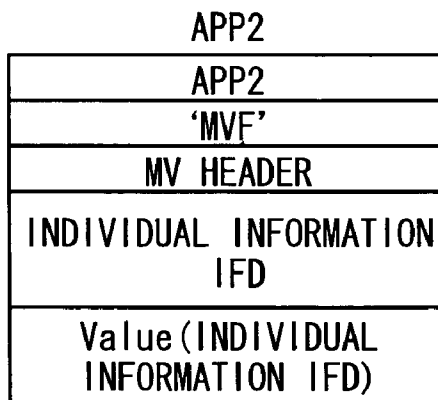 APP2
APP2
‘MVF’
MV HEADER
INDIVIDUAL INFORMATION
IFD
Value(INDIVIDUAL
INFORMATION IFD)